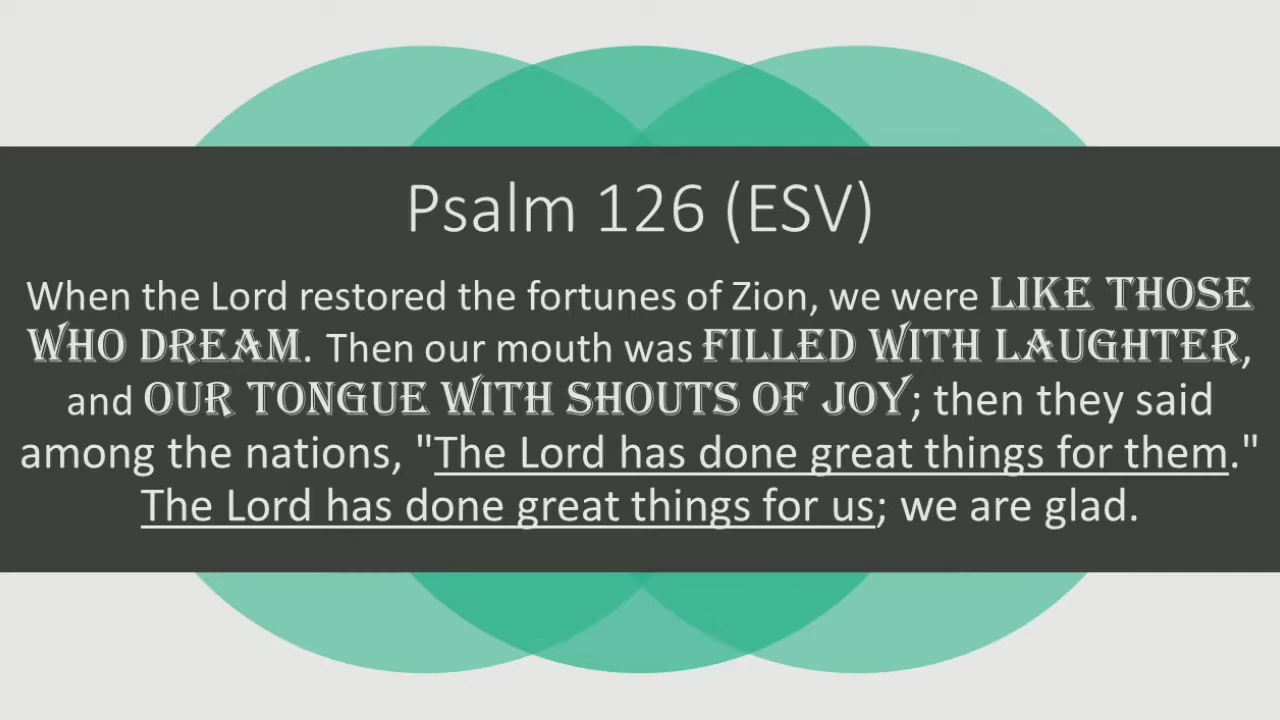 Psalm 126 (ESV)
When the Lord restored the fortunes of Zion, we were LIKE THOSE
WHO DREAM. Then our mouth was FILLED WITH LAUGHTER,
and OUR TONGUE WITH SHOUTS OF JOY; then they said
among the nations, "The Lord has done great things for them."
The Lord has done great things for us; we are glad.